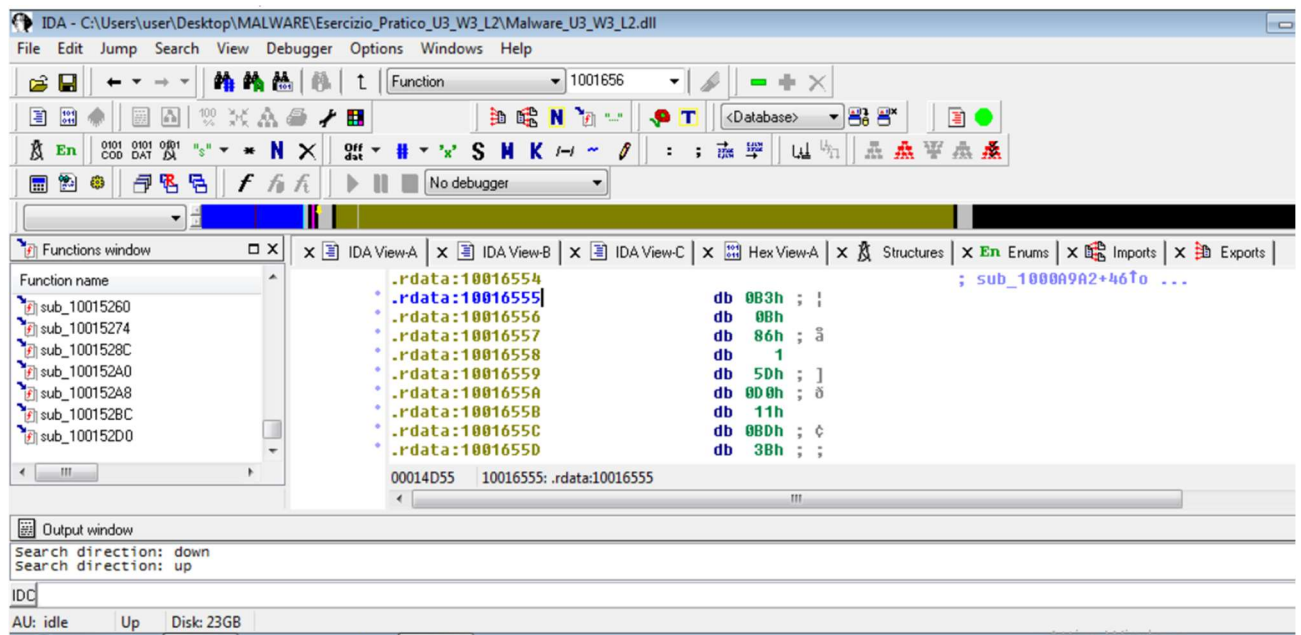 IDA - C:\Users\user\Desktop\MALWARE\Esercizio_Pratico_U3_W3_L2\Malware_U3_W3_L2.dll
File Edit Jump Search View Debugger Options Windows Help
Function 1001656
<Database>
En
No debugger
Functions window
IDA View-A IDA View-B IDA View-C Hex View-A Structures En Enums Imports Exports
Function name
sub_10015260
sub_10015274
sub_1001528C
sub_100152A0
sub_100152A8
sub_100152BC
sub_100152D0
.rdata:10016554 ; sub_1000A9A2+46↑o ...
.rdata:10016555 db 0B3h ; ¦
.rdata:10016556 db 0Bh
.rdata:10016557 db 86h ; å
.rdata:10016558 db 1
.rdata:10016559 db 5Dh ; ]
.rdata:1001655A db 0D0h ; ð
.rdata:1001655B db 11h
.rdata:1001655C db 0BDh ; ¢
.rdata:1001655D db 3Bh ; ;
00014D55 10016555: .rdata:10016555
Output window
Search direction: down
Search direction: up
IDC
AU: idle Up Disk: 23GB